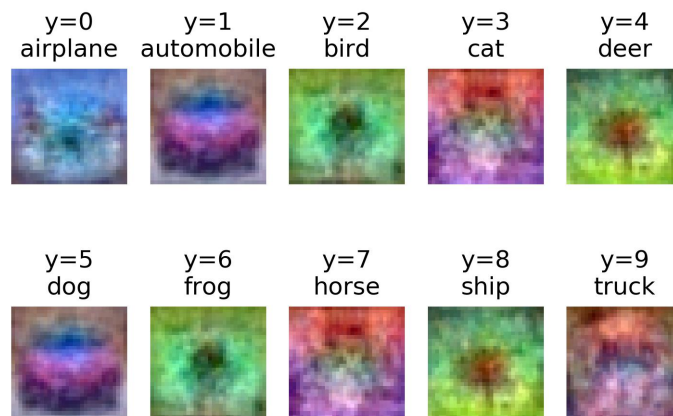 y=0 y=1 y=2 y=3 y=4
airplane automobile bird cat deer
y=5 y=6 y=7 y=8 y=9
dog frog horse ship truck